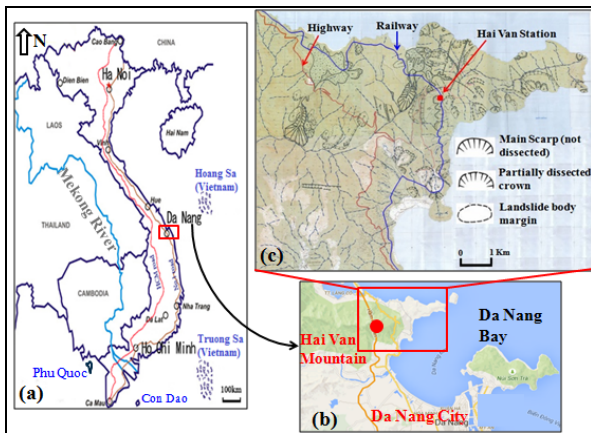 N
Cao Bang
CHINA
Ha Noi
Dien Bien
LAOS
Hai Nam
Vinh
Hoang Sa
(Vietnam)
Mekong River
Hue
Da Nang
THAILAND
HCM road
CAMBODIA
Nha Trang
Da Lat
Ho Chi Minh
Truong Sa
(Vietnam)
Phu Quoc
(a)
Con Dao
Ca Mau
100km
Highway
Railway
Hai Van
Station
Main Scarp (not
dissected)
Partially dissected
crown
Landslide body
margin
(c)
0 1 Km
Hai Van
Mountain
Da Nang
Bay
Da Nang City
(b)